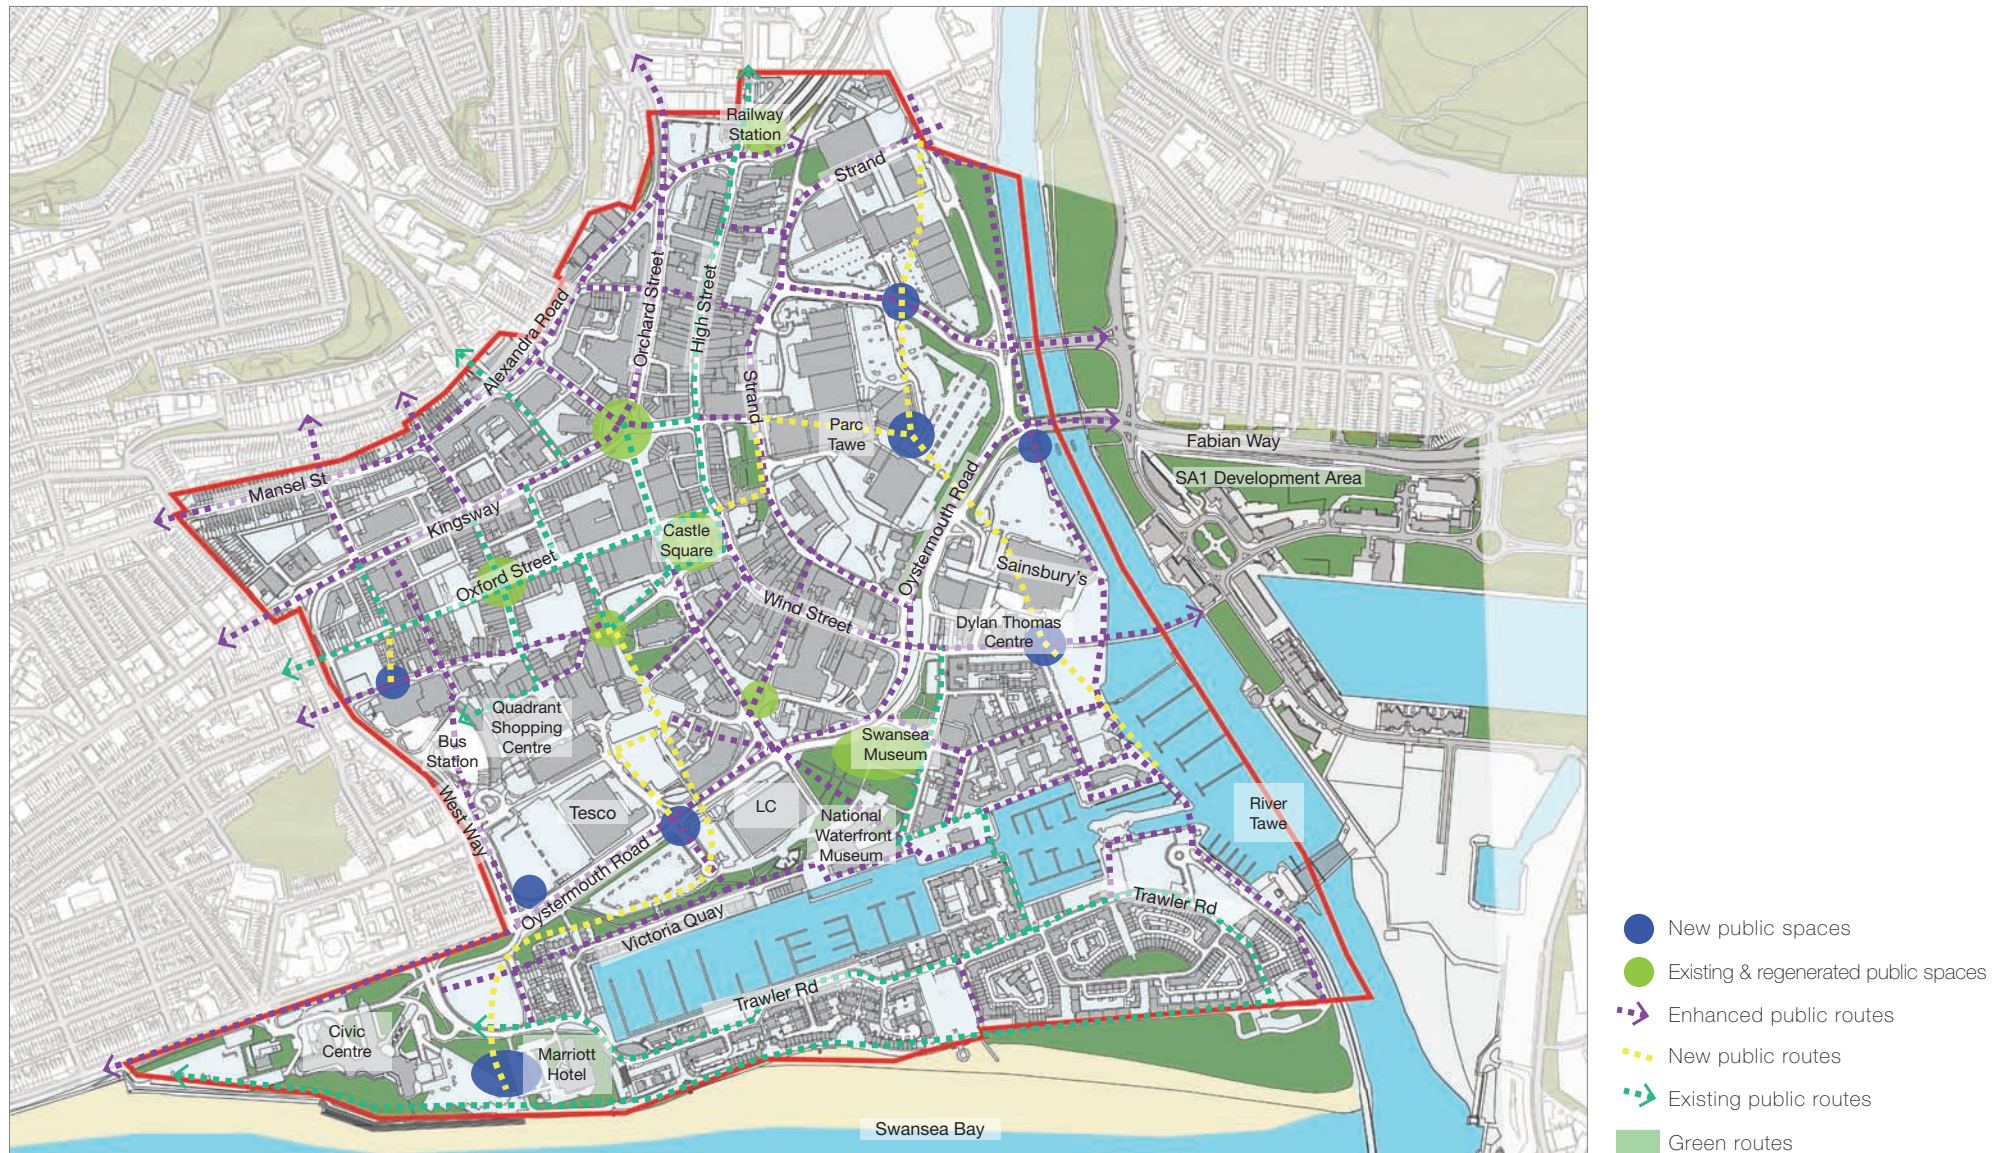 Railway
Station
Strand
Orchard Street
High Street
Alexandra Road
Strand
Parc
Tawe
Fabian Way
SA1 Development Area
Mansel St
Kingsway
Oystermouth Road
Castle
Square
Oxford Street
Sainsbury's
Wind Street
Dylan Thomas
Centre
Quadrant
Shopping
Centre
Bus
Station
Swansea
Museum
West Way
Tesco
LC
National
Waterfront
Museum
River
Tawe
Oystermouth Road
Victoria Quay
Trawler Rd
Trawler Rd
Civic
Centre
Marriott
Hotel
Swansea Bay
New public spaces
Existing & regenerated public spaces
Enhanced public routes
New public routes
Existing public routes
Green routes